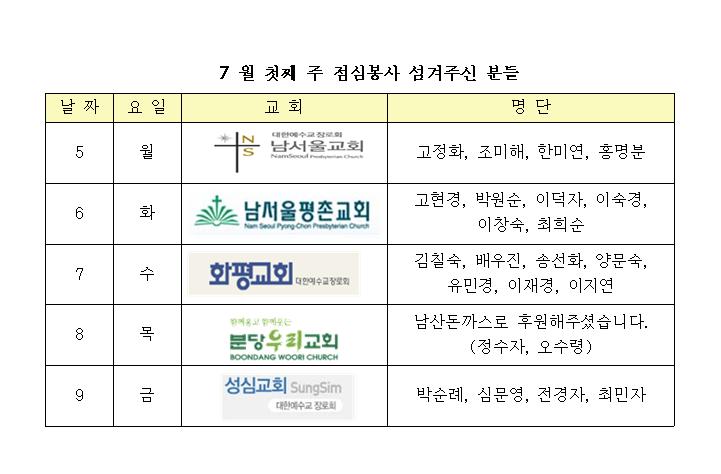 7 월 첫째 주 점심봉사 섬겨주신 분들
날 짜 요 일 교 회 명 단
5 월 고정화, 조미해, 한미연, 홍명분
N
S
대한예수교장로회
남서울교회
NamSeoul Presbyterian Church
6 화 고현경, 박원순, 이덕자, 이숙경,
이창숙, 최희순
남서울평촌교회
Nam Seoul Pyong-Chon Presbyterian Church
7 수 김칠숙, 배우진, 송선화, 양문숙,
유민경, 이재경, 이지연
화평교회 대한예수교장로회
8 목 남산돈까스로 후원해주셨습니다.
(정수자, 오수령)
함께울고 함께웃는
분당우리교회
BOONDANG WOORI CHURCH
9 금 박순례, 심문영, 전경자, 최민자
성심교회 SungSim
대한예수교 장로회